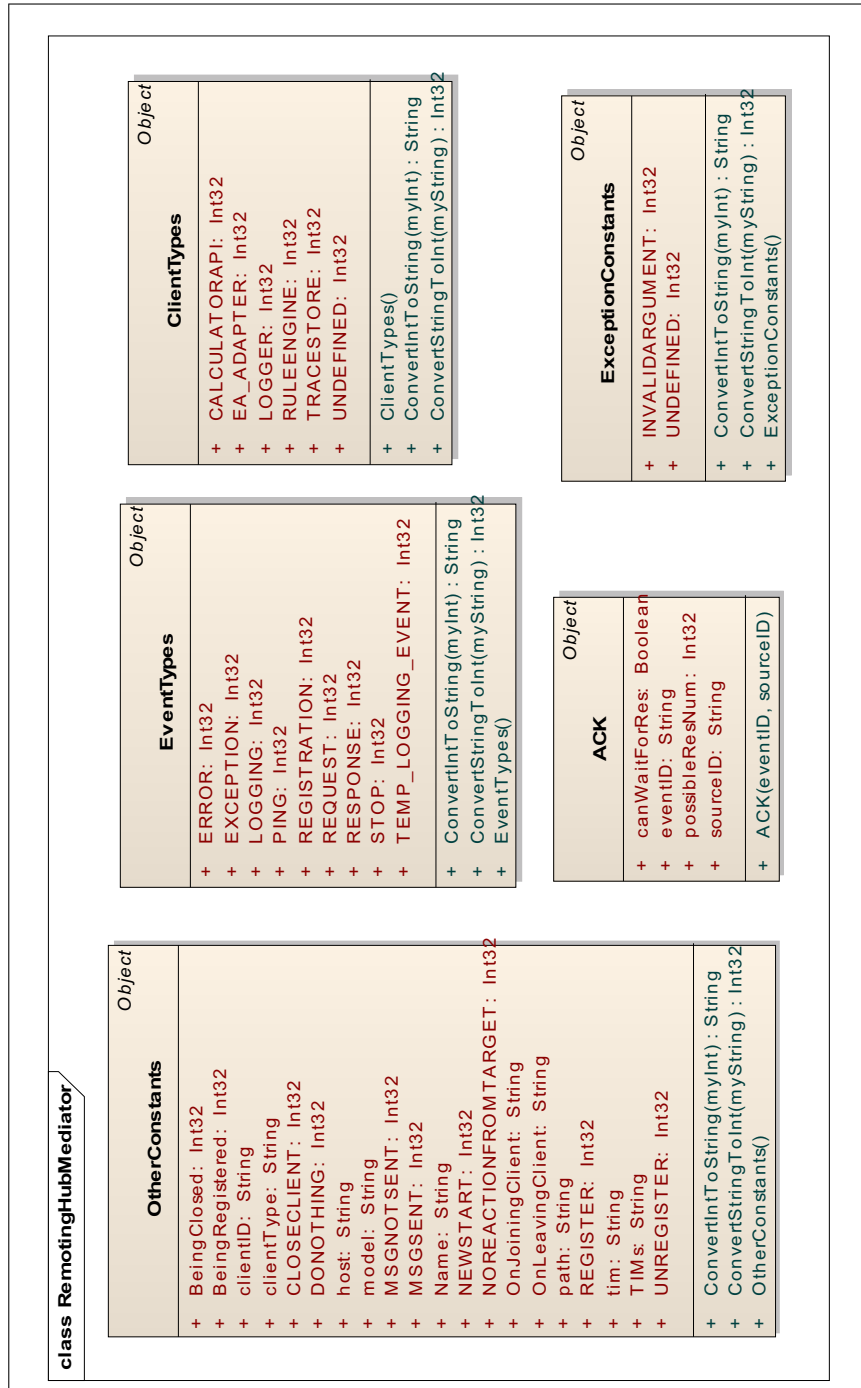 class RemotingHubMediator
Object
OtherConstants
+ BeingClosed: Int32
+ BeingRegistered: Int32
+ clientID: String
+ clientType: String
+ CLOSECLIENT: Int32
+ DONOTHING: Int32
+ host: String
+ model: String
+ MSGNOTSENT: Int32
+ MSGSENT: Int32
+ Name: String
+ NEWSTART: Int32
+ NOREACTIONFROMTARGET: Int32
+ OnJoiningClient: String
+ OnLeavingClient: String
+ path: String
+ REGISTER: Int32
+ tim: String
+ TIMs: String
+ UNREGISTER: Int32
+ ConvertIntToString(myInt) : String
+ ConvertStringToInt(myString) : Int32
+ OtherConstants()
Object
EventTypes
+ ERROR: Int32
+ EXCEPTION: Int32
+ LOGGING: Int32
+ PING: Int32
+ REGISTRATION: Int32
+ REQUEST: Int32
+ RESPONSE: Int32
+ STOP: Int32
+ TEMP_LOGGING_EVENT: Int32
+ ConvertIntToString(myInt) : String
+ ConvertStringToInt(myString) : Int32
+ EventTypes()
Object
ClientTypes
+ CALCULATORAPI: Int32
+ EA_ADAPTER: Int32
+ LOGGER: Int32
+ RULEENGINE: Int32
+ TRACESTORE: Int32
+ UNDEFINED: Int32
+ ClientTypes()
+ ConvertIntToString(myInt) : String
+ ConvertStringToInt(myString) : Int32
Object
ACK
+ canWaitForRes: Boolean
+ eventID: String
+ possibleResNum: Int32
+ sourceID: String
+ ACK(eventID, sourceID)
Object
ExceptionConstants
+ INVALIDARGUMENT: Int32
+ UNDEFINED: Int32
+ ConvertIntToString(myInt) : String
+ ConvertStringToInt(myString) : Int32
+ ExceptionConstants()